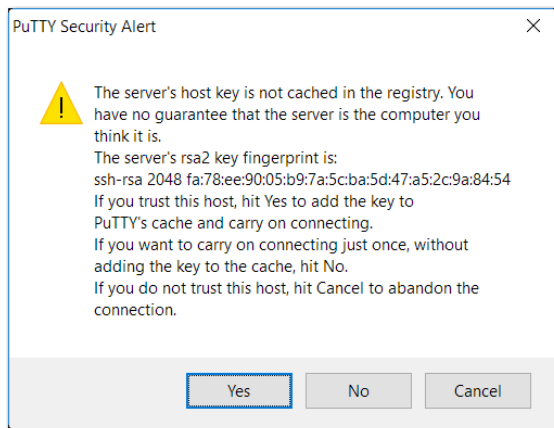 PuTTY Security Alert
The server's host key is not cached in the registry. You
have no guarantee that the server is the computer you
think it is.
The server's rsa2 key fingerprint is:
ssh-rsa 2048 fa:78:ee:90:05:b9:7a:5c:ba:5d:47:a5:2c:9a:84:54
If you trust this host, hit Yes to add the key to
PuTTY's cache and carry on connecting.
If you want to carry on connecting just once, without
adding the key to the cache, hit No.
If you do not trust this host, hit Cancel to abandon the
connection.
Yes No Cancel